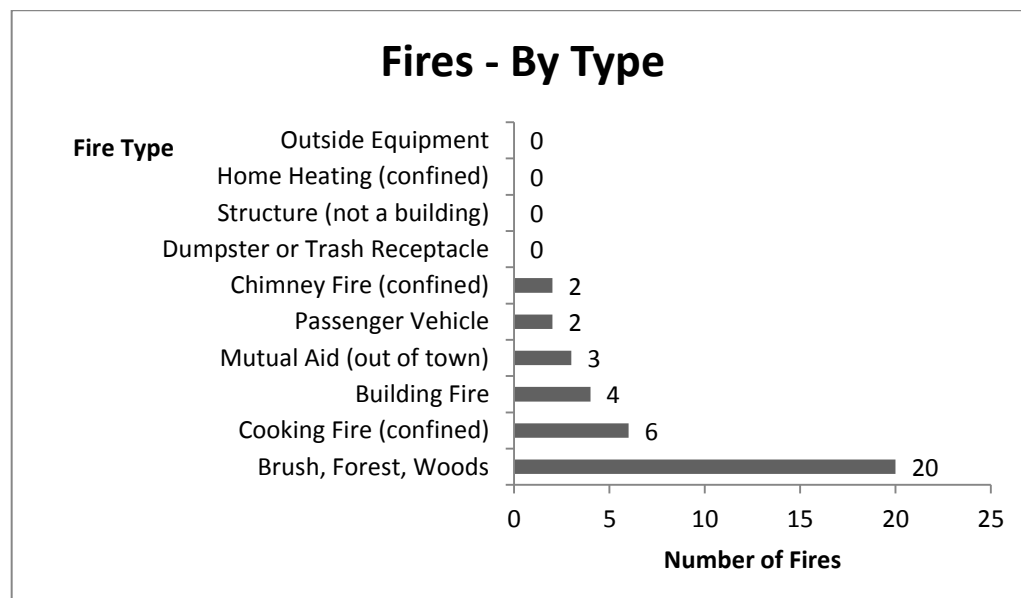 Fires - By Type
Fire Type
Outside Equipment 0
Home Heating (confined) 0
Structure (not a building) 0
Dumpster or Trash Receptacle 0
Chimney Fire (confined) 2
Passenger Vehicle 2
Mutual Aid (out of town) 3
Building Fire 4
Cooking Fire (confined) 6
Brush, Forest, Woods 20
0 5 10 15 20 25
Number of Fires